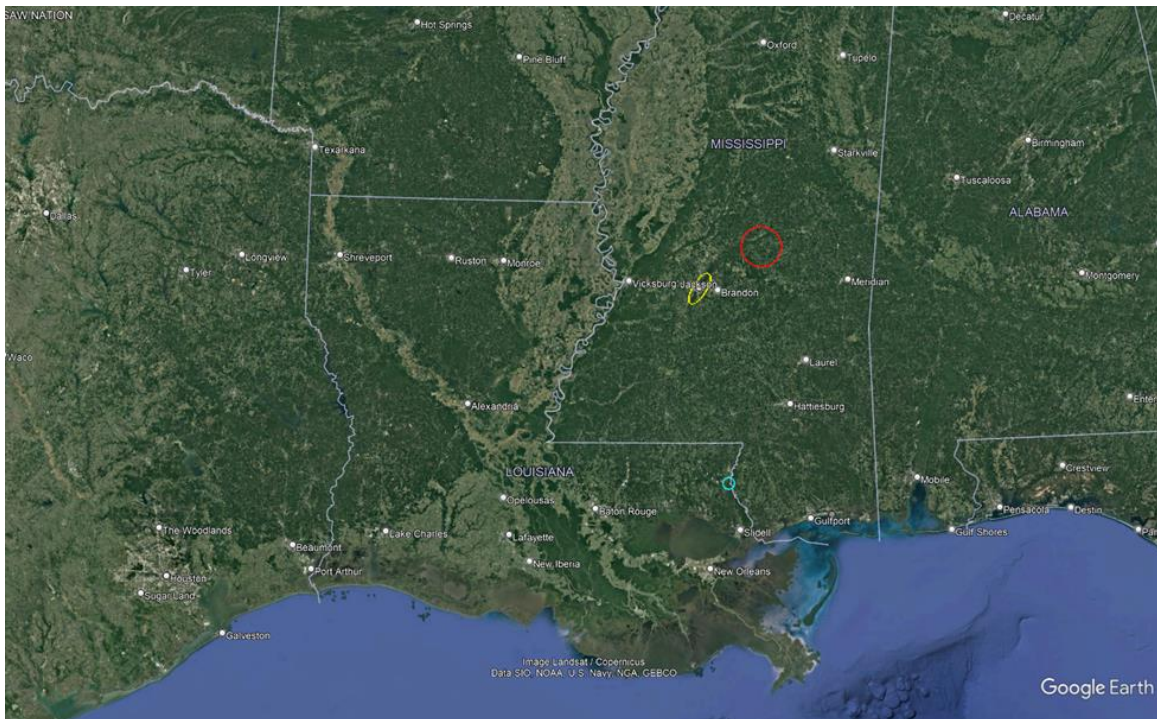 SAW NATION
Hot Springs
Decatur
Oxford
Pine Bluff
Tupelo
Birmingham
MISSISSIPPI
Texarkana
Starkville
Tuscaloosa
Dallas
ALABAMA
Longview
Shreveport
Ruston
Monroe
Tyler
Montgomery
Vicksburg
Jackson
Brandon
Meridian
Waco
Laurel
Enter
Alexandria
Hattiesburg
LOUISIANA
Crestview
Mobile
Opelousas
Baton Rouge
Pensacola
Destin
Gulfport
The Woodlands
Lake Charles
Lafayette
Slidell
Gulf Shores
Pa
Beaumont
New Iberia
Port Arthur
New Orleans
Houston
Sugar Land
Galveston
Image Landsat / Copernicus
Data SIO, NOAA, U.S. Navy, NGA, GEBCO
Google Earth